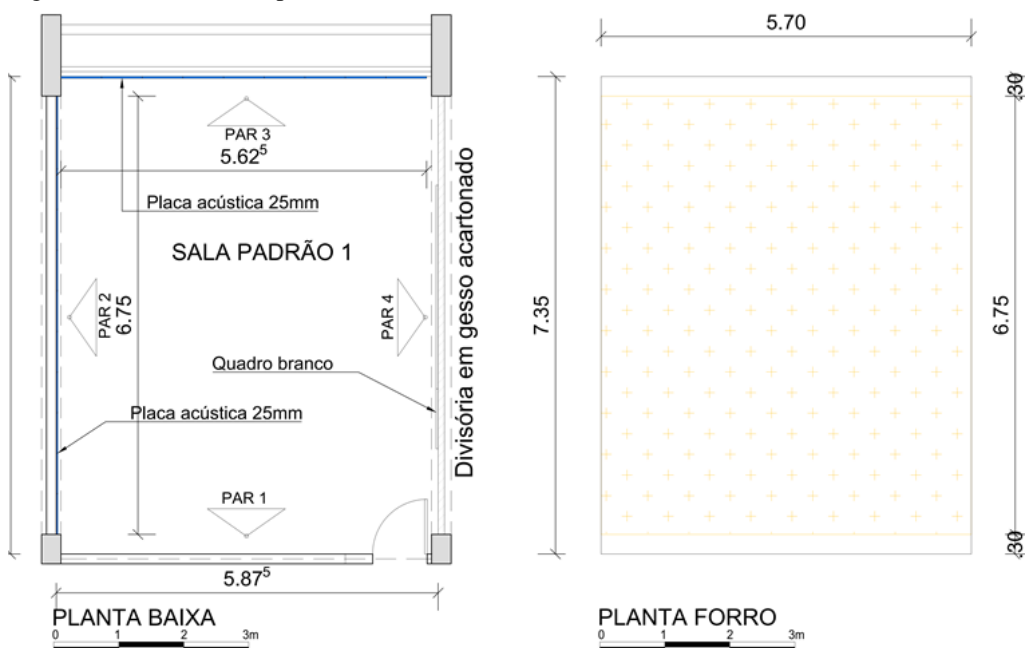 PAR 3
5.62⁵
Placa acústica 25mm
SALA PADRÃO 1
PAR 2
6.75
PAR 4
Divisória em gesso acartonado
Quadro branco
Placa acústica 25mm
PAR 1
5.87⁵
PLANTA BAIXA
0 1 2 3m
5.70
.30
7.35
6.75
.30
PLANTA FORRO
0 1 2 3m